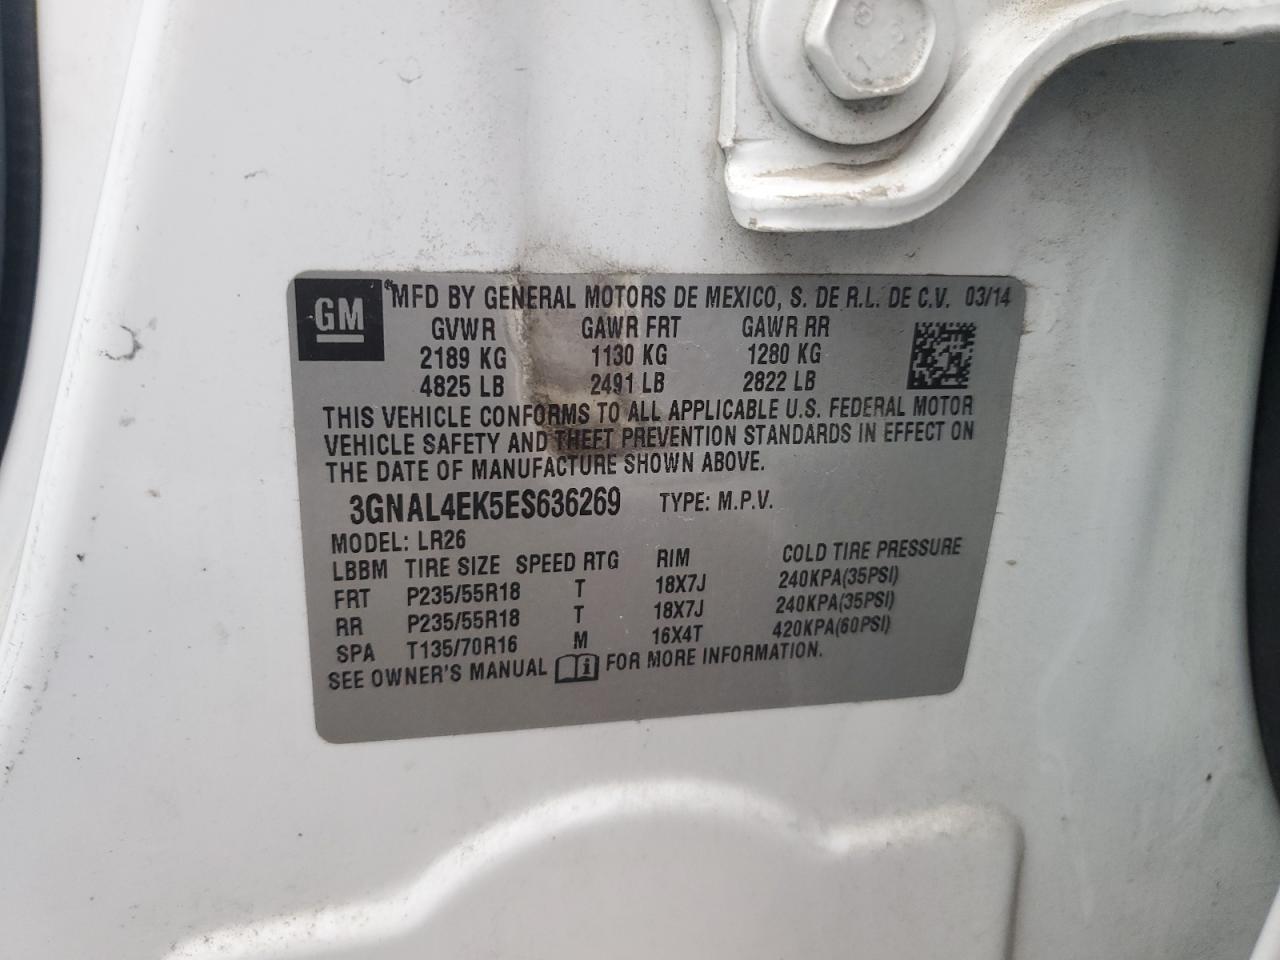 GM
MFD BY GENERAL MOTORS DE MEXICO, S. DE R.L. DE C.V. 03/14
GVWR GAWR FRT GAWR RR
2189 KG 1130 KG 1280 KG
4825 LB 2491 LB 2822 LB
THIS VEHICLE CONFORMS TO ALL APPLICABLE U.S. FEDERAL MOTOR
VEHICLE SAFETY AND THEFT PREVENTION STANDARDS IN EFFECT ON
THE DATE OF MANUFACTURE SHOWN ABOVE.
3GNAL4EK5ES636269 TYPE: M.P.V.
MODEL: LR26
LBBM TIRE SIZE SPEED RTG RIM COLD TIRE PRESSURE
FRT P235/55R18 T 18X7J 240KPA(35PSI)
RR P235/55R18 T 18X7J 240KPA(35PSI)
SPA T135/70R16 M 16X4T 420KPA(60PSI)
SEE OWNER'S MANUAL FOR MORE INFORMATION.